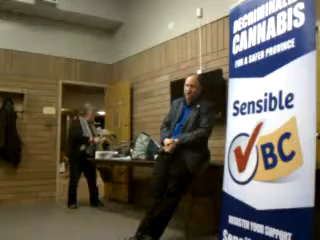 DECRIMINALIZE
CANNABIS
FOR A SAFER PROVINCE
Sensible
BC
REGISTER YOUR SUPPORT